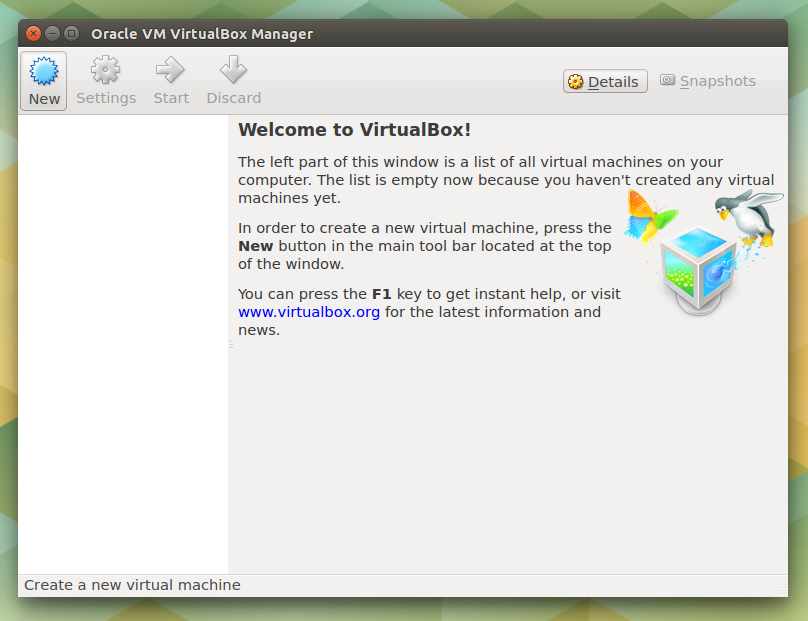 Oracle VM VirtualBox Manager
New
Settings
Start
Discard
Details
Snapshots
Welcome to VirtualBox!
The left part of this window is a list of all virtual machines on your
computer. The list is empty now because you haven't created any virtual
machines yet.
In order to create a new virtual machine, press the
New button in the main tool bar located at the top
of the window.
You can press the F1 key to get instant help, or visit
www.virtualbox.org for the latest information and
news.
Create a new virtual machine